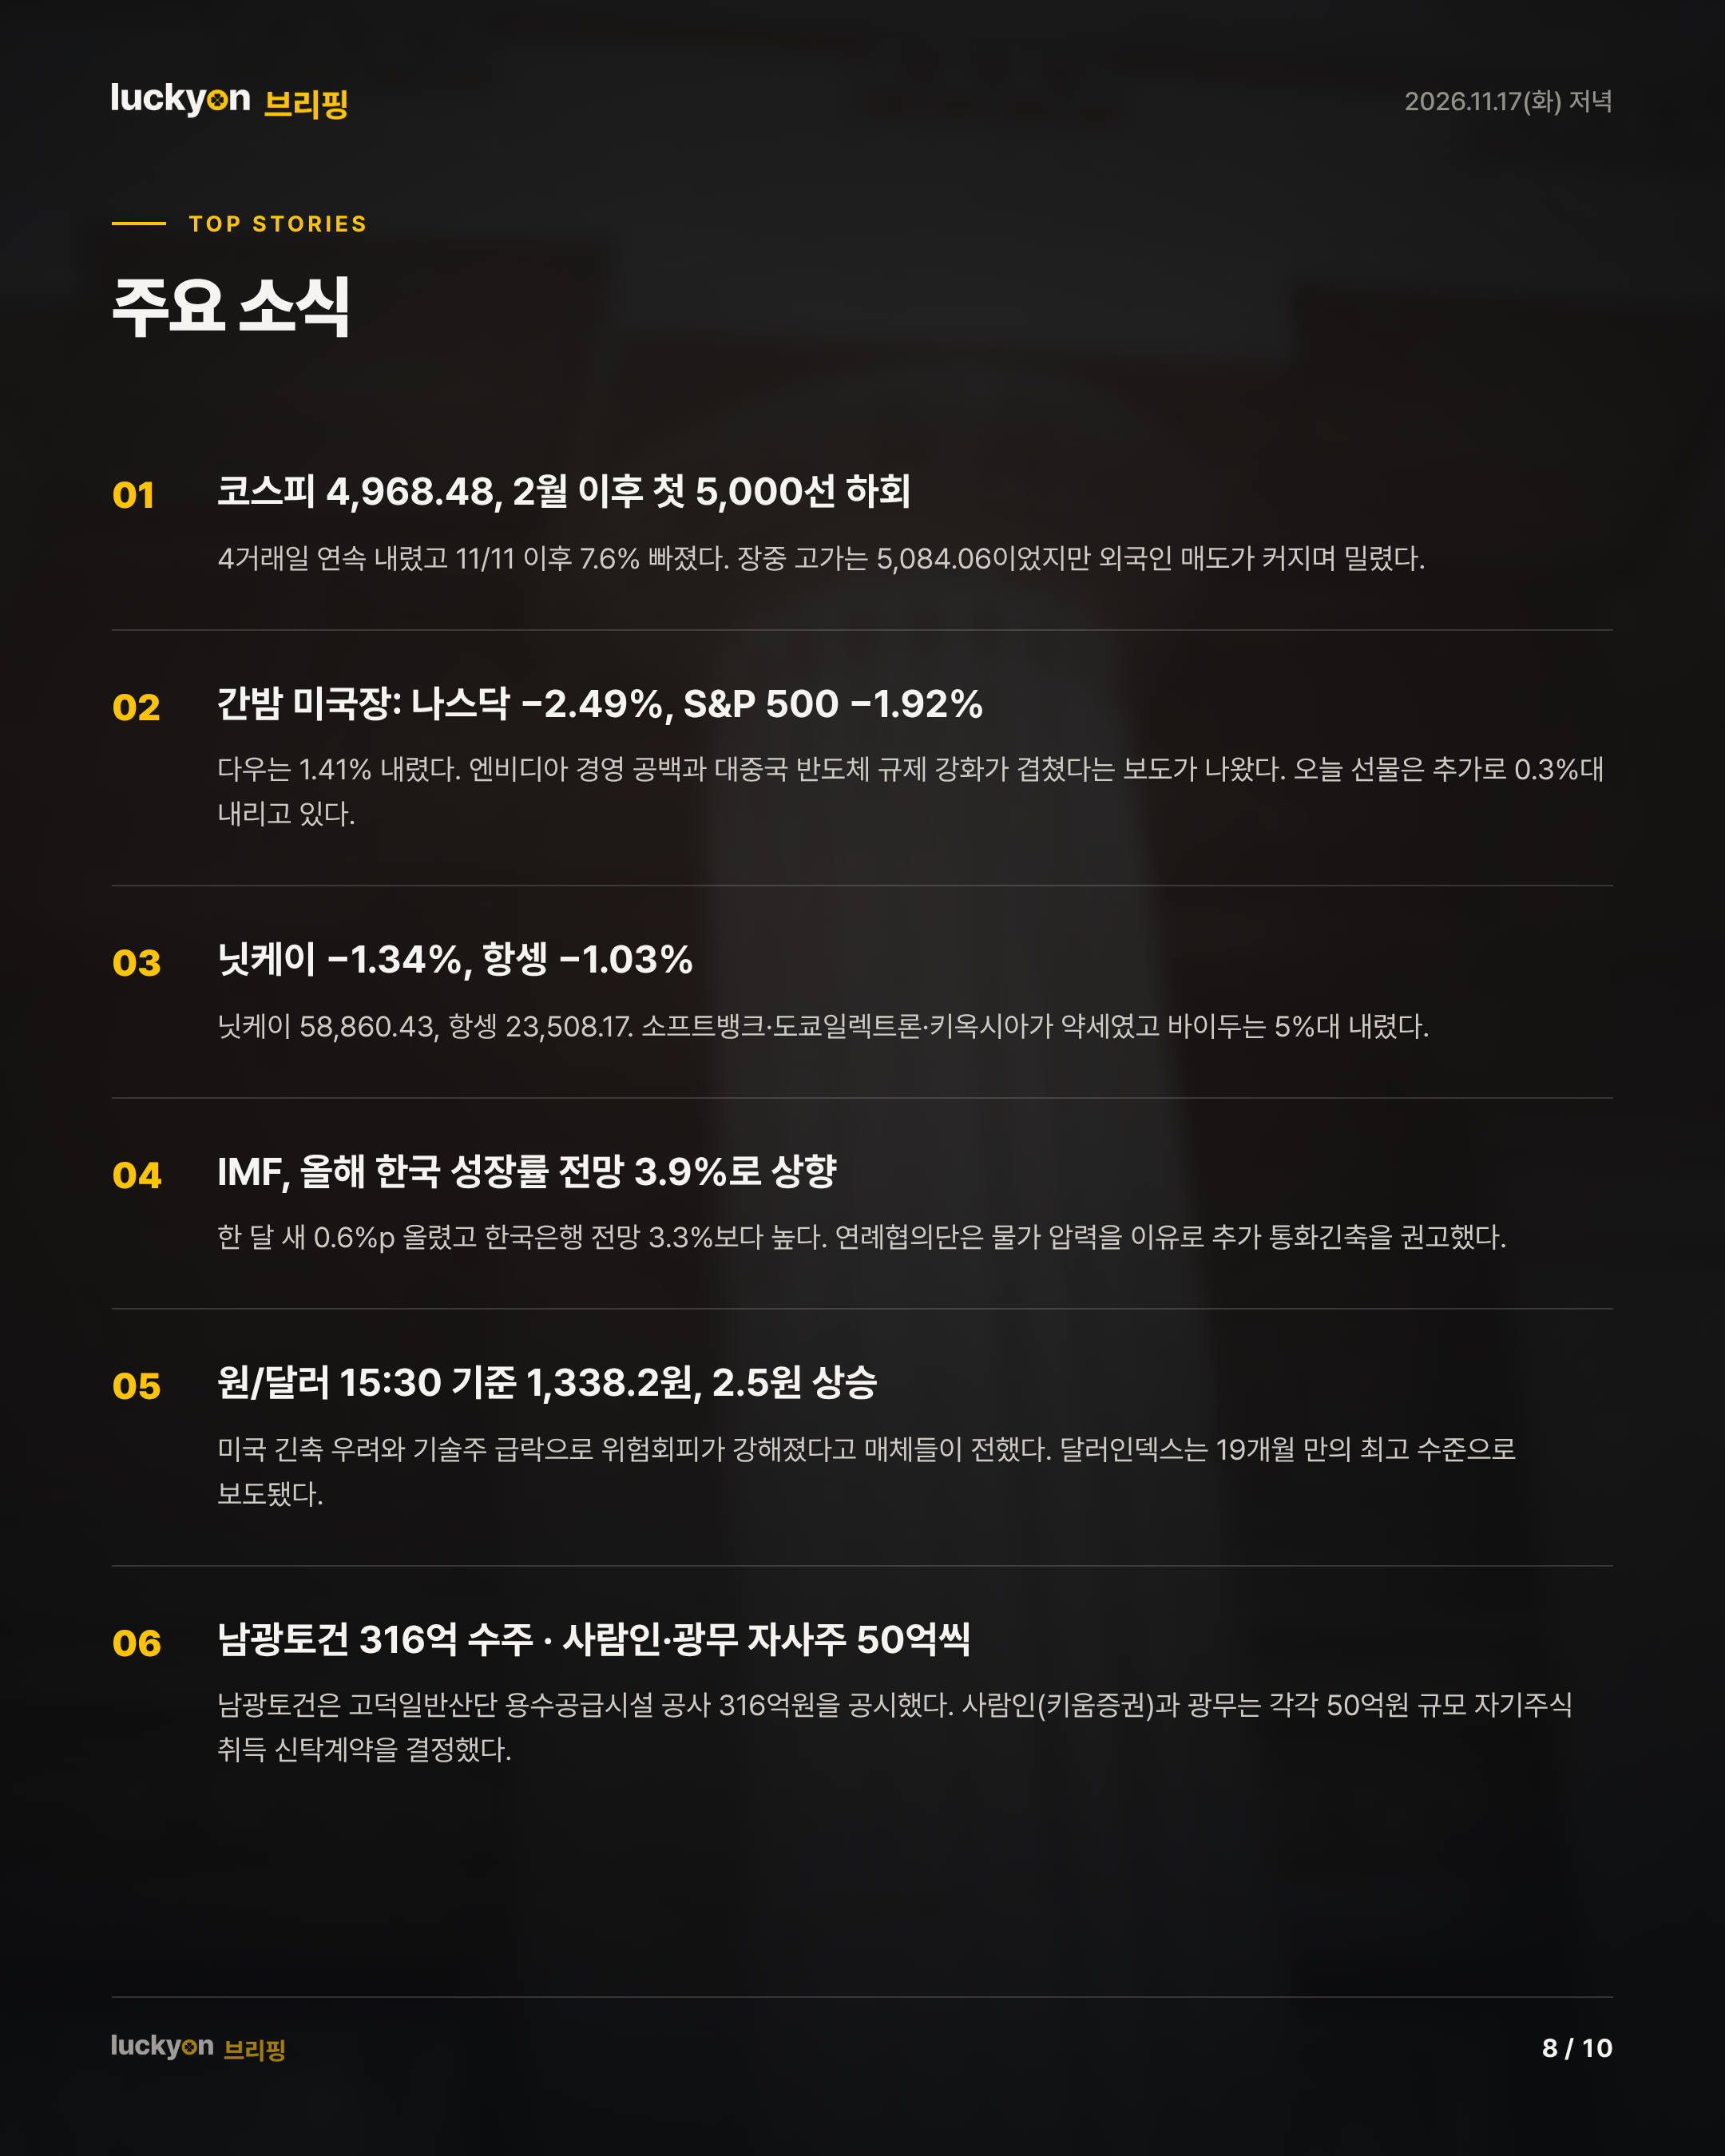 luckyon 브리핑
2026.11.17(화) 저녁
TOP STORIES
주요 소식
01
코스피 4,968.48, 2월 이후 첫 5,000선 하회
4거래일 연속 내렸고 11/11 이후 7.6% 빠졌다. 장중 고가는 5,084.06이었지만 외국인 매도가 커지며 밀렸다.
02
간밤 미국장: 나스닥 −2.49%, S&P 500 −1.92%
다우는 1.41% 내렸다. 엔비디아 경영 공백과 대중국 반도체 규제 강화가 겹쳤다는 보도가 나왔다. 오늘 선물은 추가로 0.3%대
내리고 있다.
03
닛케이 −1.34%, 항셍 −1.03%
닛케이 58,860.43, 항셍 23,508.17. 소프트뱅크·도쿄일렉트론·키옥시아가 약세였고 바이두는 5%대 내렸다.
04
IMF, 올해 한국 성장률 전망 3.9%로 상향
한 달 새 0.6%p 올렸고 한국은행 전망 3.3%보다 높다. 연례협의단은 물가 압력을 이유로 추가 통화긴축을 권고했다.
05
원/달러 15:30 기준 1,338.2원, 2.5원 상승
미국 긴축 우려와 기술주 급락으로 위험회피가 강해졌다고 매체들이 전했다. 달러인덱스는 19개월 만의 최고 수준으로
보도됐다.
06
남광토건 316억 수주 · 사람인·광무 자사주 50억씩
남광토건은 고덕일반산단 용수공급시설 공사 316억원을 공시했다. 사람인(키움증권)과 광무는 각각 50억원 규모 자기주식
취득 신탁계약을 결정했다.
luckyon 브리핑
8 / 10